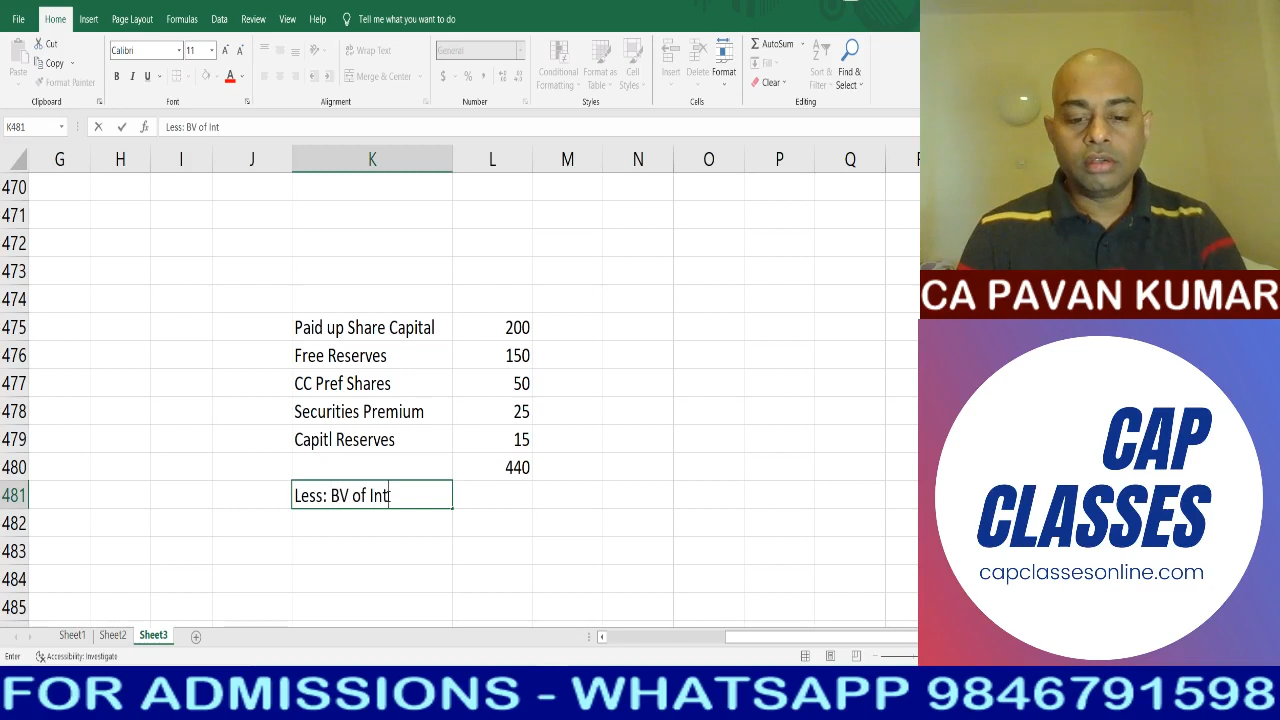 File Home Insert Page Layout Formulas Data Review View Help Tell me what you want to do
Cut
Copy
Format Painter
Paste
Clipboard
Calibri 11
B I U
Font
Wrap Text
Merge & Center
Alignment
General
Number
Conditional Formatting
Format as Table
Cell Styles
Styles
Insert Delete Format
Cells
AutoSum
Fill
Clear
Sort & Filter
Find & Select
Editing
K481 fx Less: BV of Int
G H I J K L M N O P Q
470
471
472
473
474
475 Paid up Share Capital 200
476 Free Reserves 150
477 CC Pref Shares 50
478 Securities Premium 25
479 Capitl Reserves 15
480 440
481 Less: BV of Int
482
483
484
485
Sheet1 Sheet2 Sheet3
Enter Accessibility: Investigate
CA PAVAN KUMAR
CAP
CLASSES
capclassesonline.com
FOR ADMISSIONS - WHATSAPP 9846791598